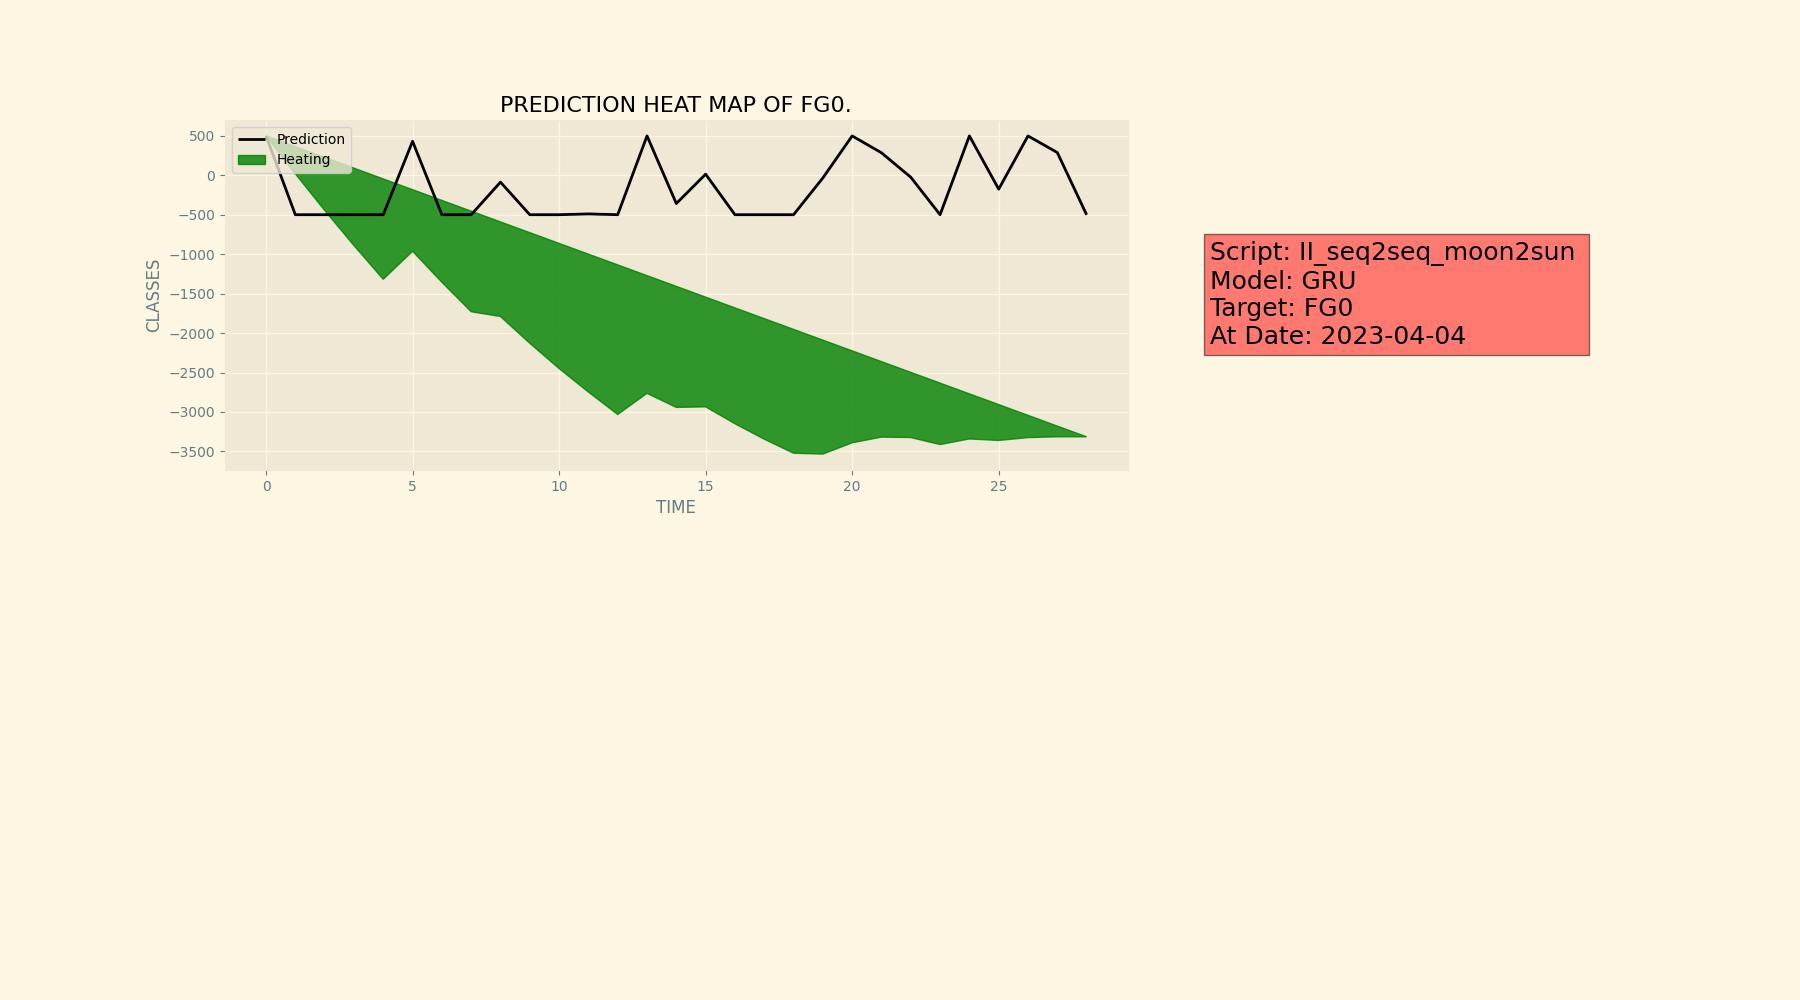 PREDICTION HEAT MAP OF FG0.
Prediction
Heating
500
0
−500
−1000
−1500
−2000
−2500
−3000
−3500
CLASSES
0 5 10 15 20 25
TIME
Script: II_seq2seq_moon2sun
Model: GRU
Target: FG0
At Date: 2023-04-04